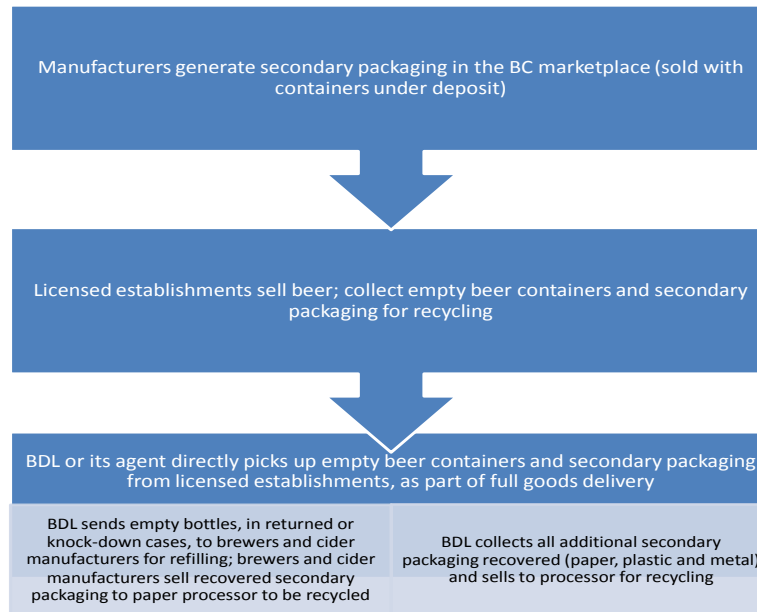 Manufacturers generate secondary packaging in the BC marketplace (sold with
containers under deposit)
Licensed establishments sell beer; collect empty beer containers and secondary
packaging for recycling
BDL or its agent directly picks up empty beer containers and secondary packaging
from licensed establishments, as part of full goods delivery
BDL sends empty bottles, in returned or
knock-down cases, to brewers and cider
manufacturers for refilling; brewers and cider
manufacturers sell recovered secondary
packaging to paper processor to be recycled
BDL collects all additional secondary
packaging recovered (paper, plastic and metal)
and sells to processor for recycling